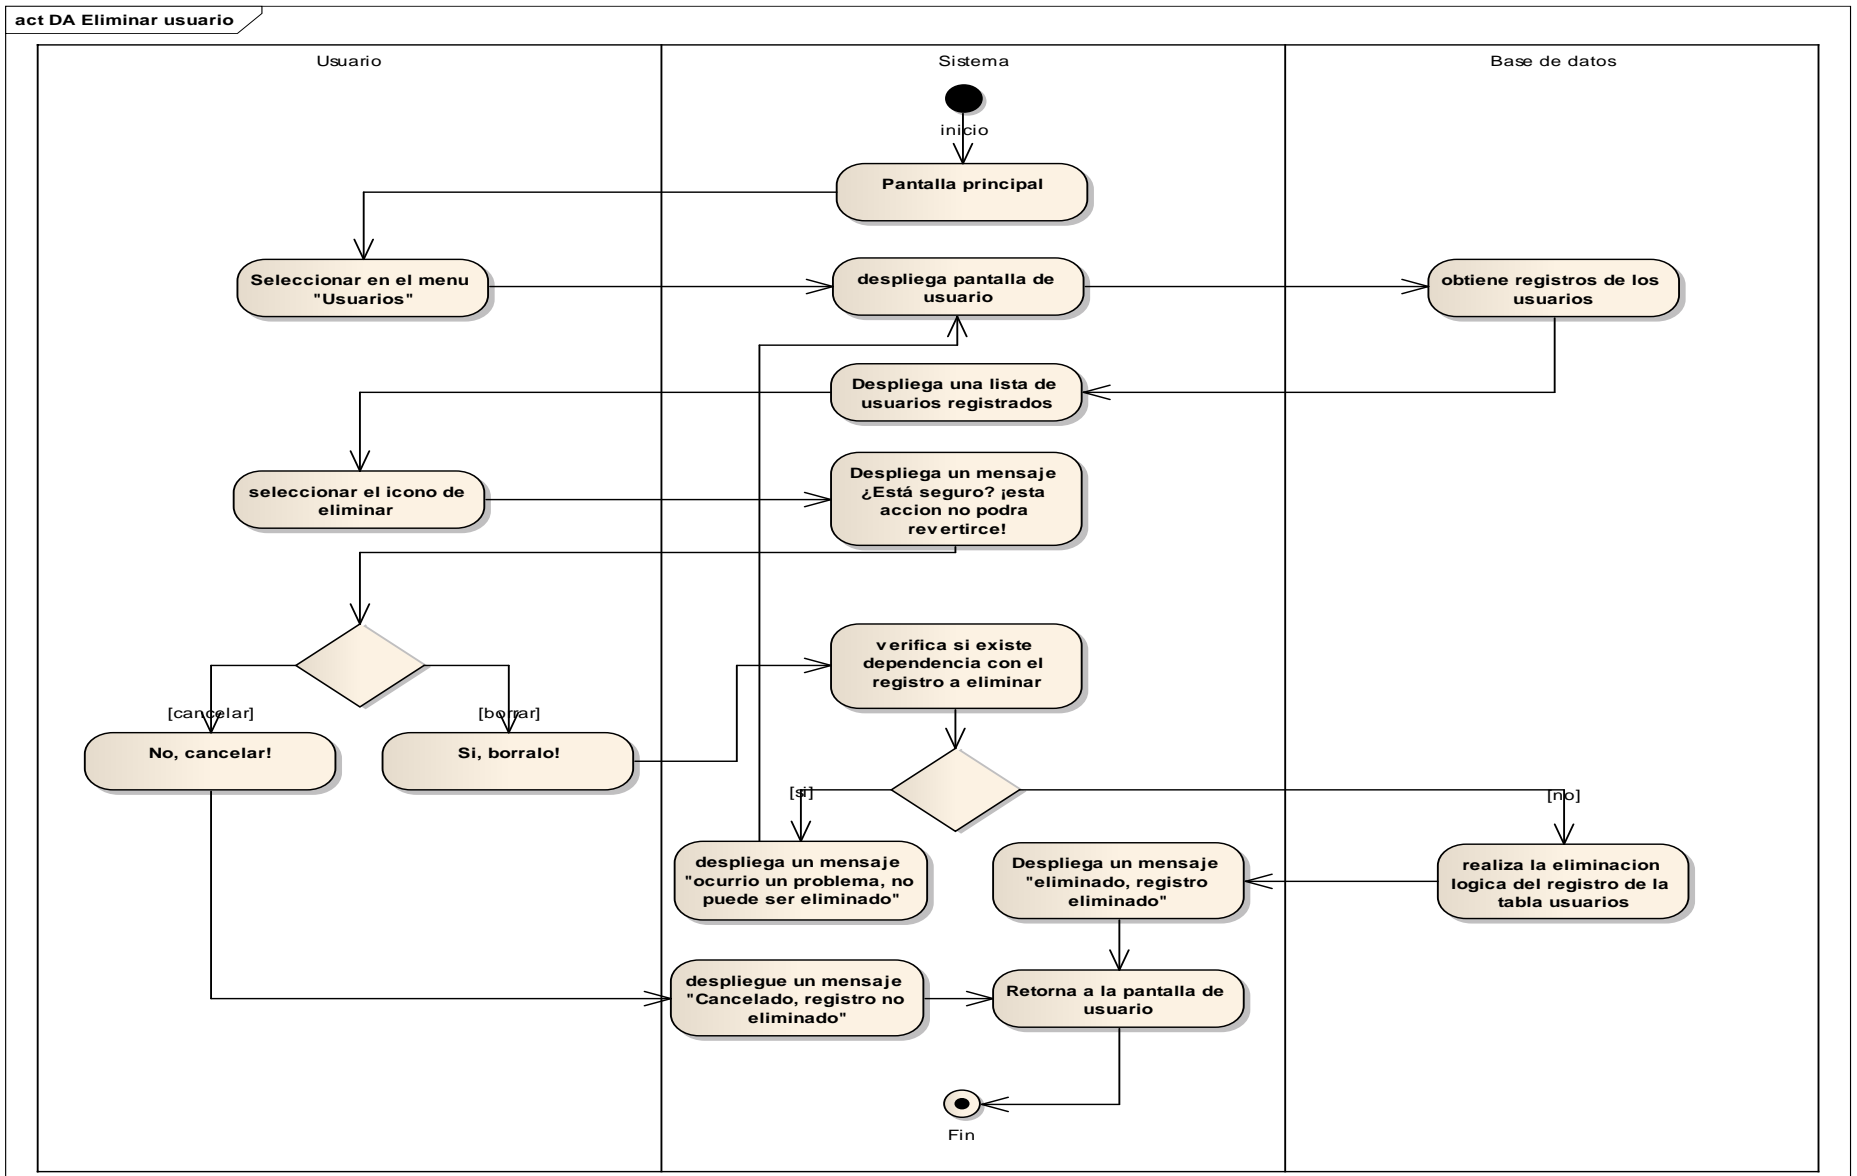 act DA Eliminar usuario
Usuario
Sistema
Base de datos
inicio
Pantalla principal
Seleccionar en el menu
"Usuarios"
despliega pantalla de
usuario
obtiene registros de los
usuarios
Despliega una lista de
usuarios registrados
seleccionar el icono de
eliminar
Despliega un mensaje
¿Está seguro? ¡esta
accion no podra
revertirce!
verifica si existe
dependencia con el
registro a eliminar
[cancelar]
[borrar]
No, cancelar!
Si, borralo!
[si]
[no]
despliega un mensaje
"ocurrio un problema, no
puede ser eliminado"
Despliega un mensaje
"eliminado, registro
eliminado"
realiza la eliminacion
logica del registro de la
tabla usuarios
despliegue un mensaje
"Cancelado, registro no
eliminado"
Retorna a la pantalla de
usuario
Fin